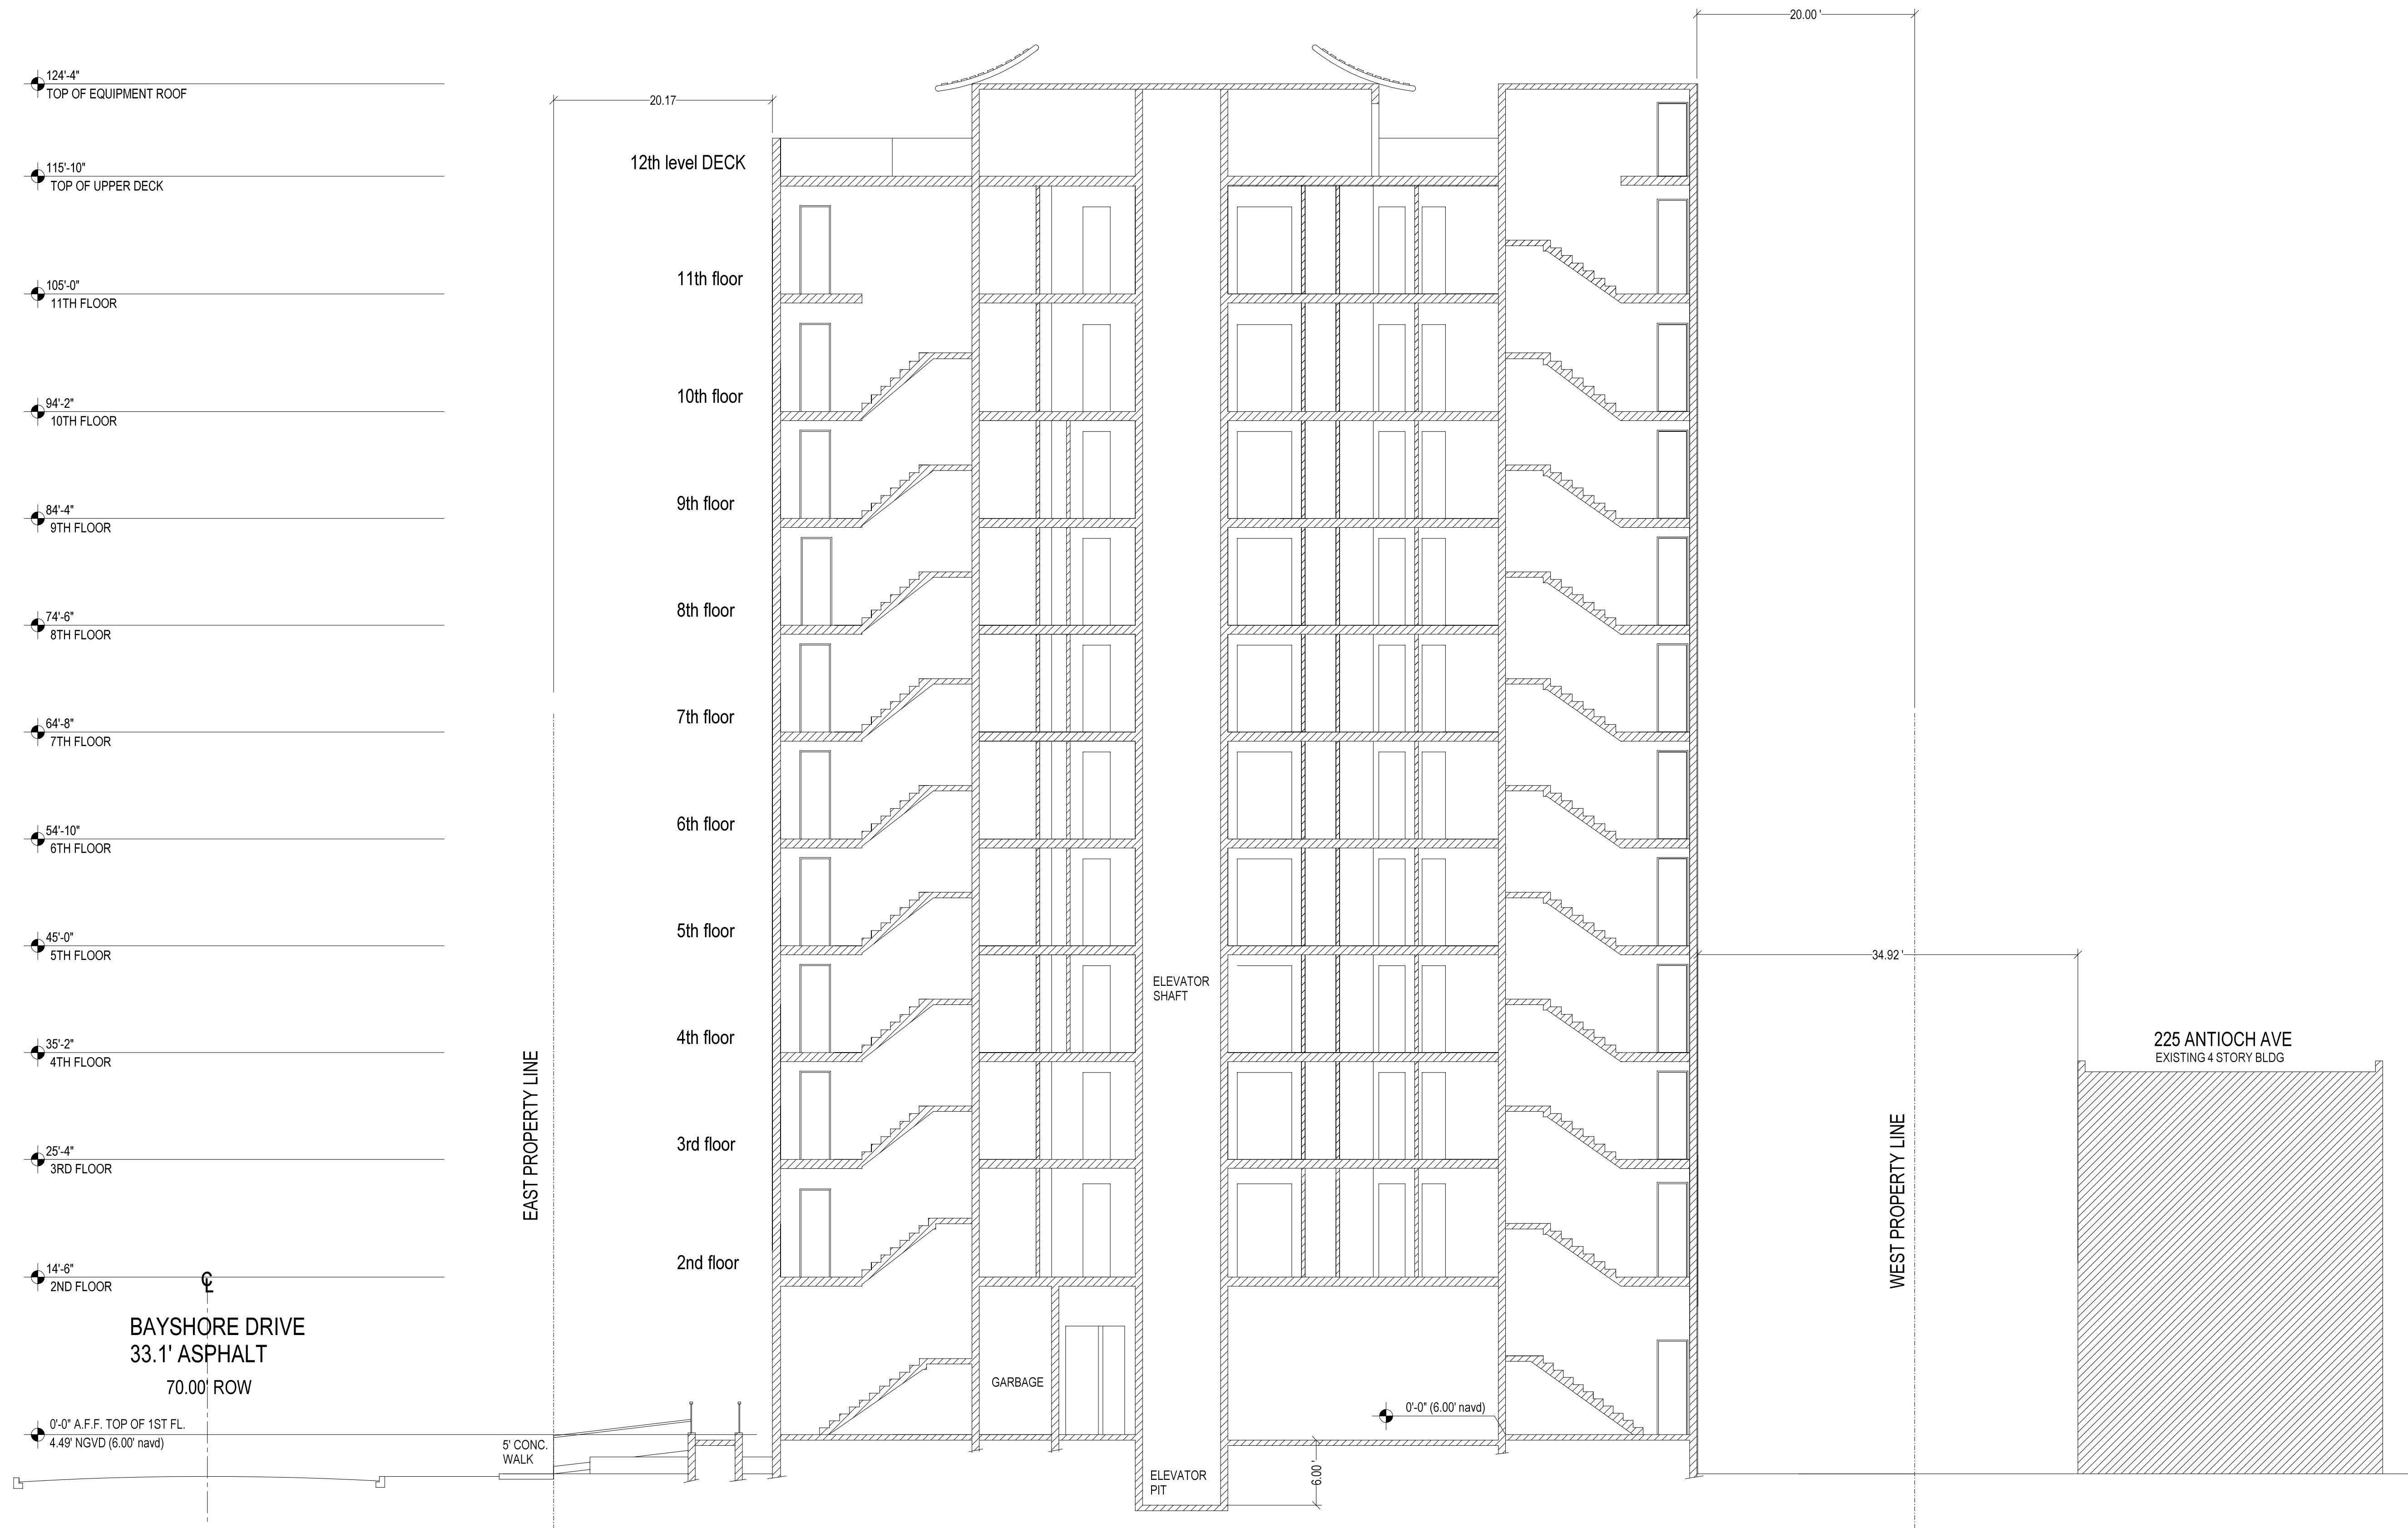 20.00 '
124'-4"
TOP OF EQUIPMENT ROOF
20.17
12th level DECK
115'-10"
TOP OF UPPER DECK
11th floor
105'-0"
11TH FLOOR
10th floor
94'-2"
10TH FLOOR
9th floor
84'-4"
9TH FLOOR
8th floor
74'-6"
8TH FLOOR
7th floor
64'-8"
7TH FLOOR
6th floor
54'-10"
6TH FLOOR
5th floor
45'-0"
5TH FLOOR
34.92 '
ELEVATOR
SHAFT
4th floor
35'-2"
4TH FLOOR
225 ANTIOCH AVE
EXISTING 4 STORY BLDG
EAST PROPERTY LINE
3rd floor
25'-4"
3RD FLOOR
WEST PROPERTY LINE
2nd floor
14'-6"
2ND FLOOR
CL
BAYSHORE DRIVE
33.1' ASPHALT
70.00' ROW
GARBAGE
0'-0" (6.00' navd)
0'-0" A.F.F. TOP OF 1ST FL.
4.49' NGVD (6.00' navd)
5' CONC.
WALK
ELEVATOR
PIT
6.00 '